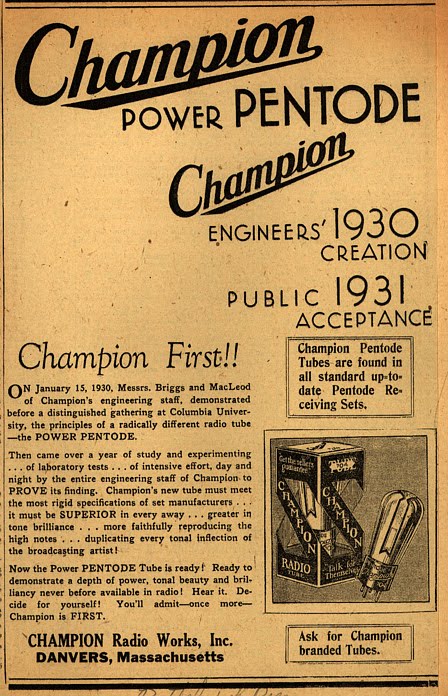 Champion
POWER PENTODE
Champion
ENGINEERS' 1930
CREATION
PUBLIC 1931
ACCEPTANCE
Champion First!!
ON January 15, 1930, Messrs. Briggs and MacLeod
of Champion's engineering staff, demonstrated
before a distinguished gathering at Columbia Univer-
sity, the principles of a radically different radio tube
—the POWER PENTODE.
Then came over a year of study and experimenting
. . . of laboratory tests . . . of intensive effort, day and
night by the entire engineering staff of Champion to
PROVE its finding. Champion's new tube must meet
the most rigid specifications of set manufacturers . . .
it must be SUPERIOR in every way . . . greater in
tone brilliance . . . more faithfully reproducing the
high notes . . . duplicating every tonal inflection of
the broadcasting artist!
Now the Power PENTODE Tube is ready! Ready to
demonstrate a depth of power, tonal beauty and bril-
liancy never before available in radio! Hear it. De-
cide for yourself! You'll admit—once more—
Champion is FIRST.
CHAMPION Radio Works, Inc.
DANVERS, Massachusetts
Champion Pentode
Tubes are found in
all standard up-to-
date Pentode Re-
ceiving Sets.
CHAMPION
RADIO
CHAMPION
Talk for
Themselves
Ask for Champion
branded Tubes.